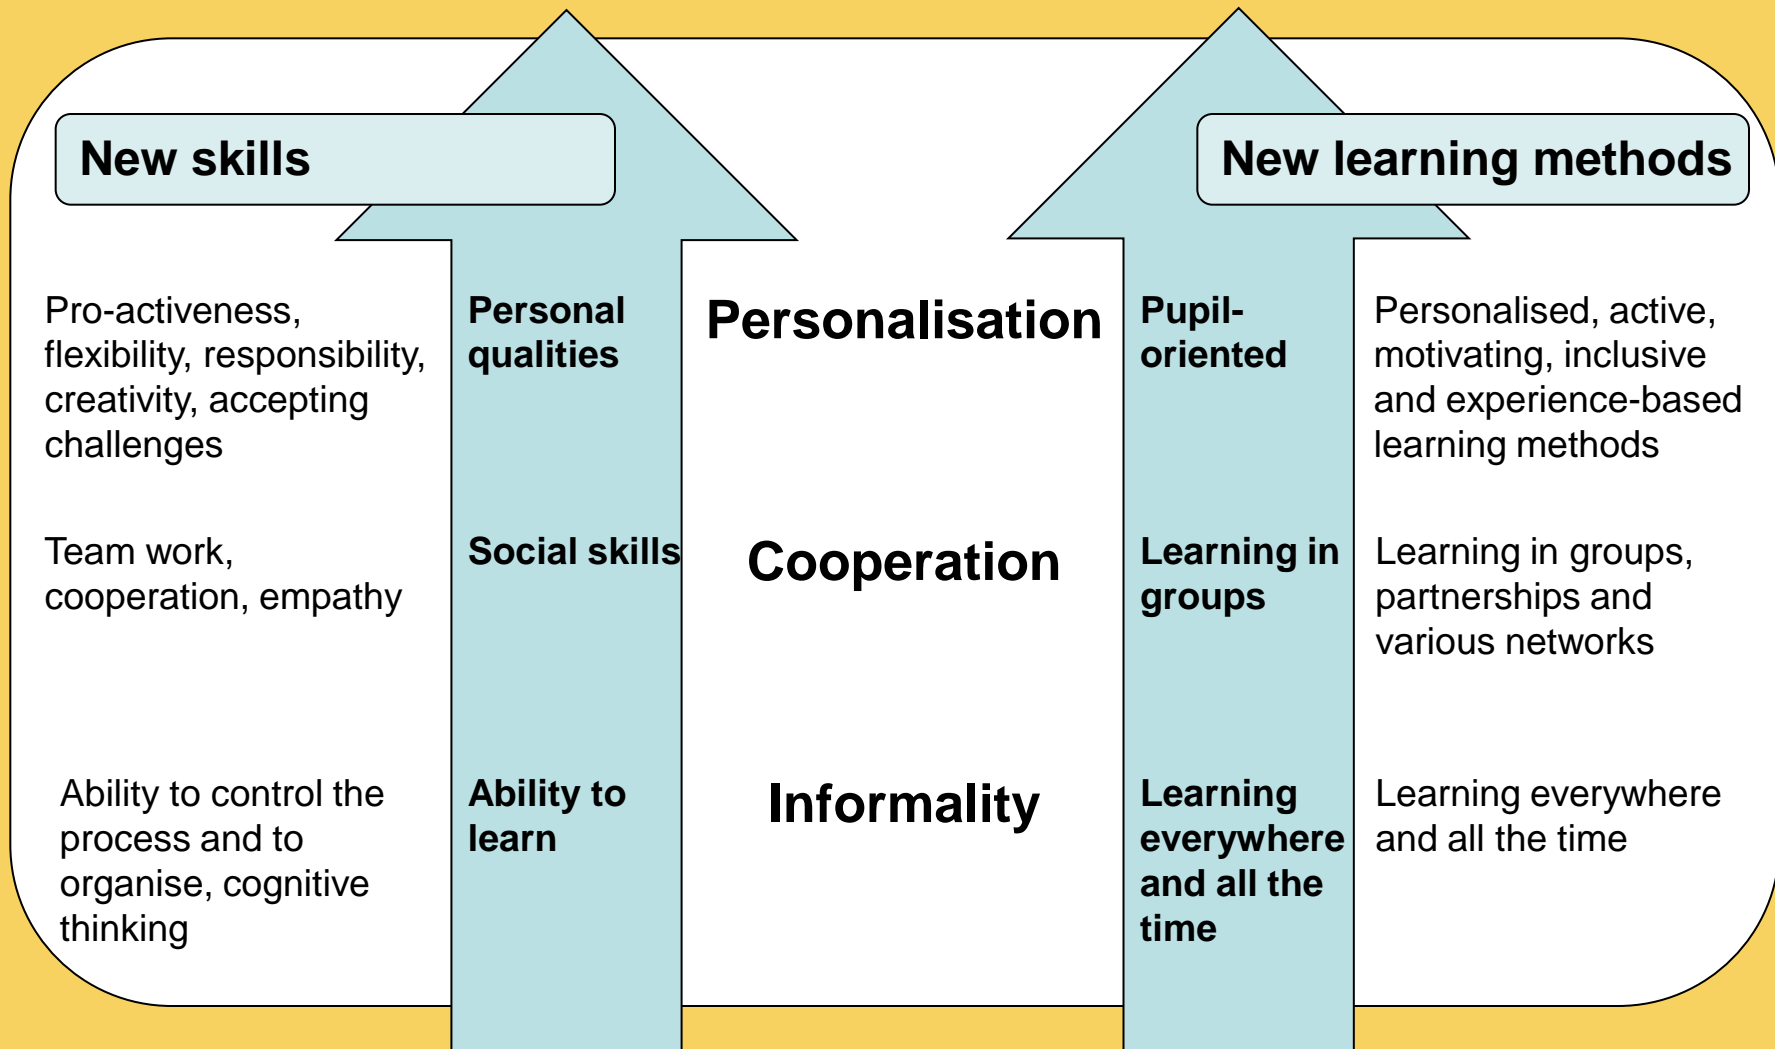 New skills
New learning methods
Pro-activeness,
flexibility, responsibility,
creativity, accepting
challenges
Personal
qualities
Personalisation
Pupil-
oriented
Personalised, active,
motivating, inclusive
and experience-based
learning methods
Team work,
cooperation, empathy
Social skills
Cooperation
Learning in
groups
Learning in groups,
partnerships and
various networks
Ability to control the
process and to
organise, cognitive
thinking
Ability to
learn
Informality
Learning
everywhere
and all the
time
Learning everywhere
and all the time